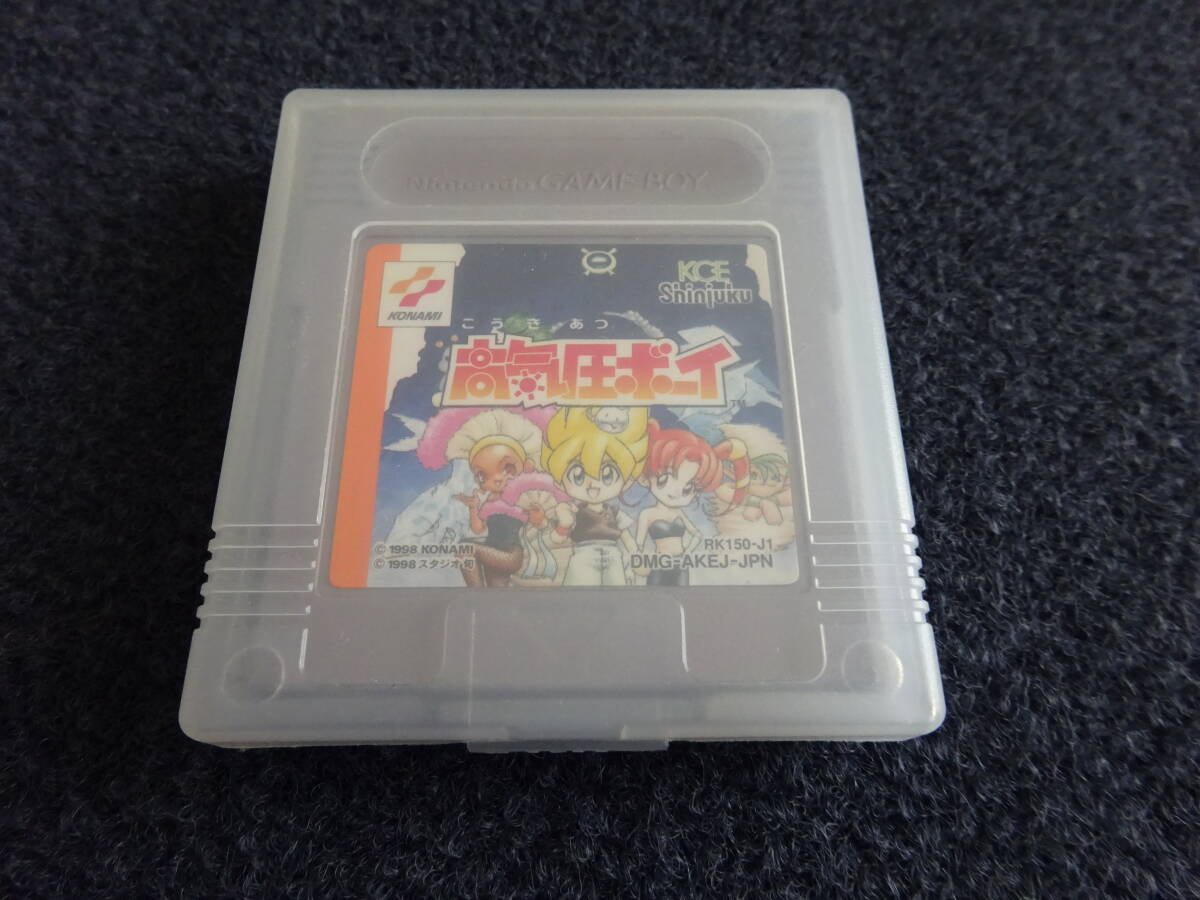 Nintendo GAME BOY
KONAMI
KCE
Shinjuku
こうきあつ
高気圧ボーイ
TM
© 1998 KONAMI
© 1998 スタジオ旬
RK150-J1
DMG-AKEJ-JPN